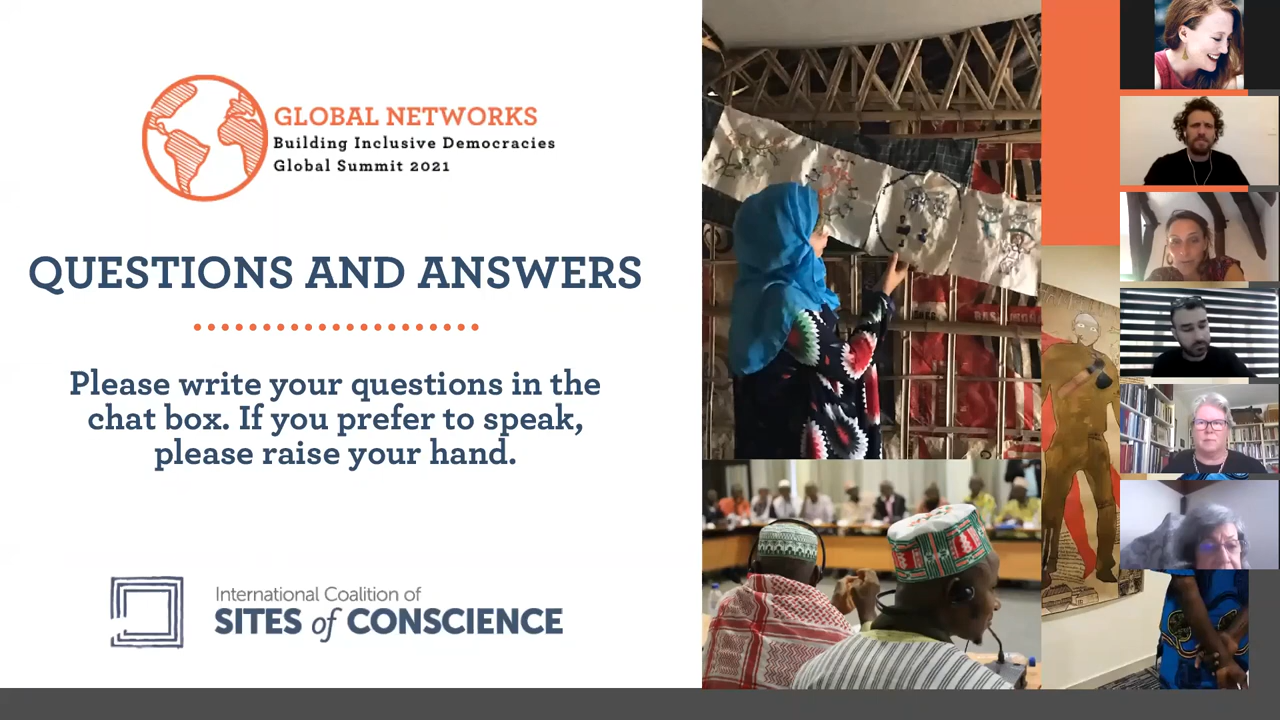 GLOBAL NETWORKS
Building Inclusive Democracies
Global Summit 2021
QUESTIONS AND ANSWERS
Please write your questions in the
chat box. If you prefer to speak,
please raise your hand.
International Coalition of
SITES of CONSCIENCE